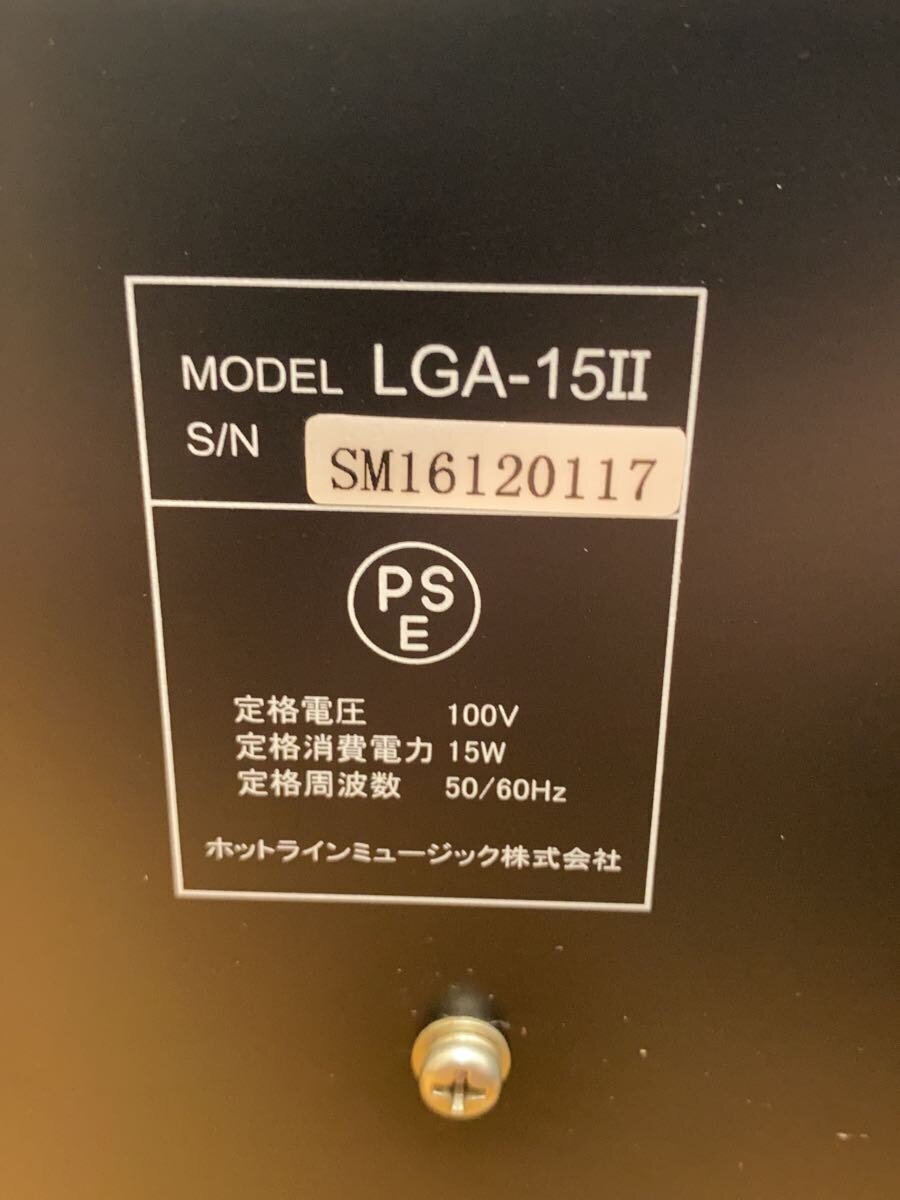 MODEL LGA-15II
S/N SM16120117
PS
E
定格電圧 100V
定格消費電力 15W
定格周波数 50/60Hz
ホットラインミュージック株式会社